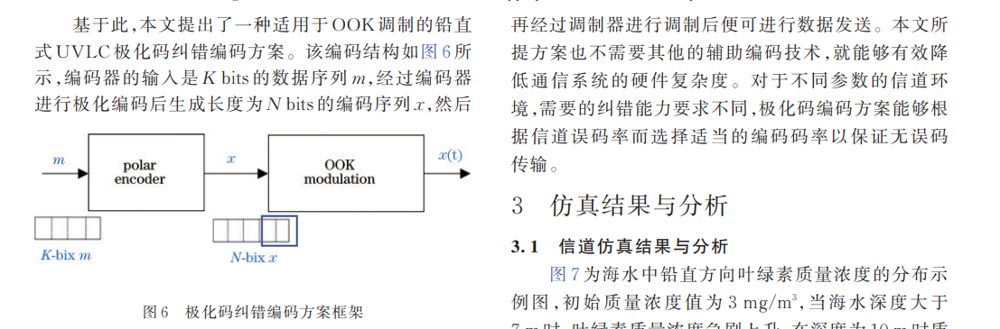 基于此,本文提出了一种适用于OOK调制的铅直
式UVLC极化码纠错编码方案。该编码结构如图6所
示,编码器的输入是K bits的数据序列m,经过编码器
进行极化编码后生成长度为N bits的编码序列x,然后
m
polar
encoder
x
OOK
modulation
x(t)
K-bix m
N-bix x
图6 极化码纠错编码方案框架
再经过调制器进行调制后便可进行数据发送。本文所
提方案也不需要其他的辅助编码技术,就能够有效降
低通信系统的硬件复杂度。对于不同参数的信道环
境,需要的纠错能力要求不同,极化码编码方案能够根
据信道误码率而选择适当的编码码率以保证无误码
传输。
3 仿真结果与分析
3.1 信道仿真结果与分析
图7为海水中铅直方向叶绿素质量浓度的分布示
例图,初始质量浓度值为3 mg/m³,当海水深度大于